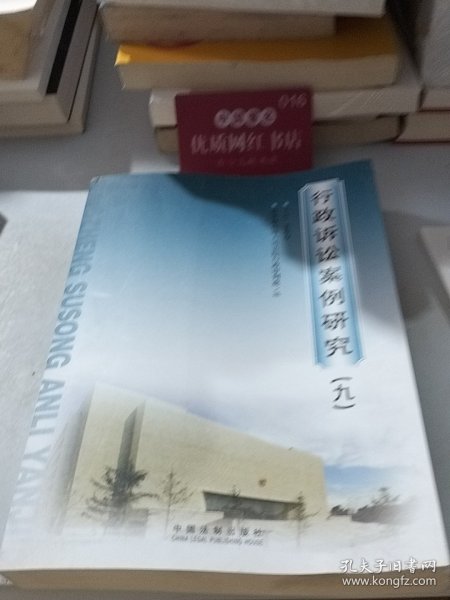 016
优质网红书店
行政诉讼案例研究（九）
ZHENG SUSONG ANLI YANJ
中国法制出版社
CHINA LEGAL PUBLISHING HOUSE
孔夫子旧书网
www.kongfz.com